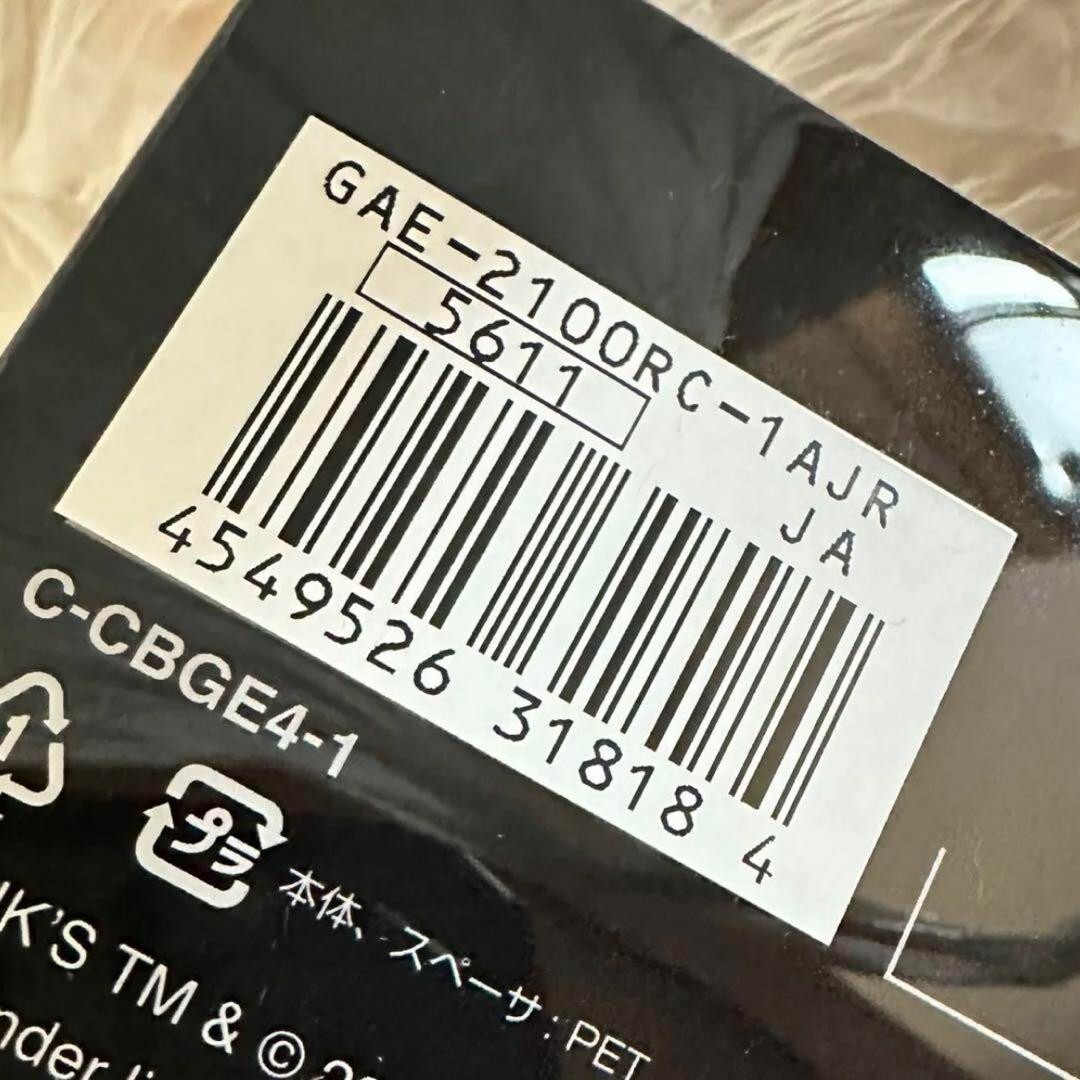 GAE-2100RC-1AJR
5611
JA
4549526 318184
C-CBGE4-1
1
プラ
本体、スペーサ:PET
K'S TM & ©